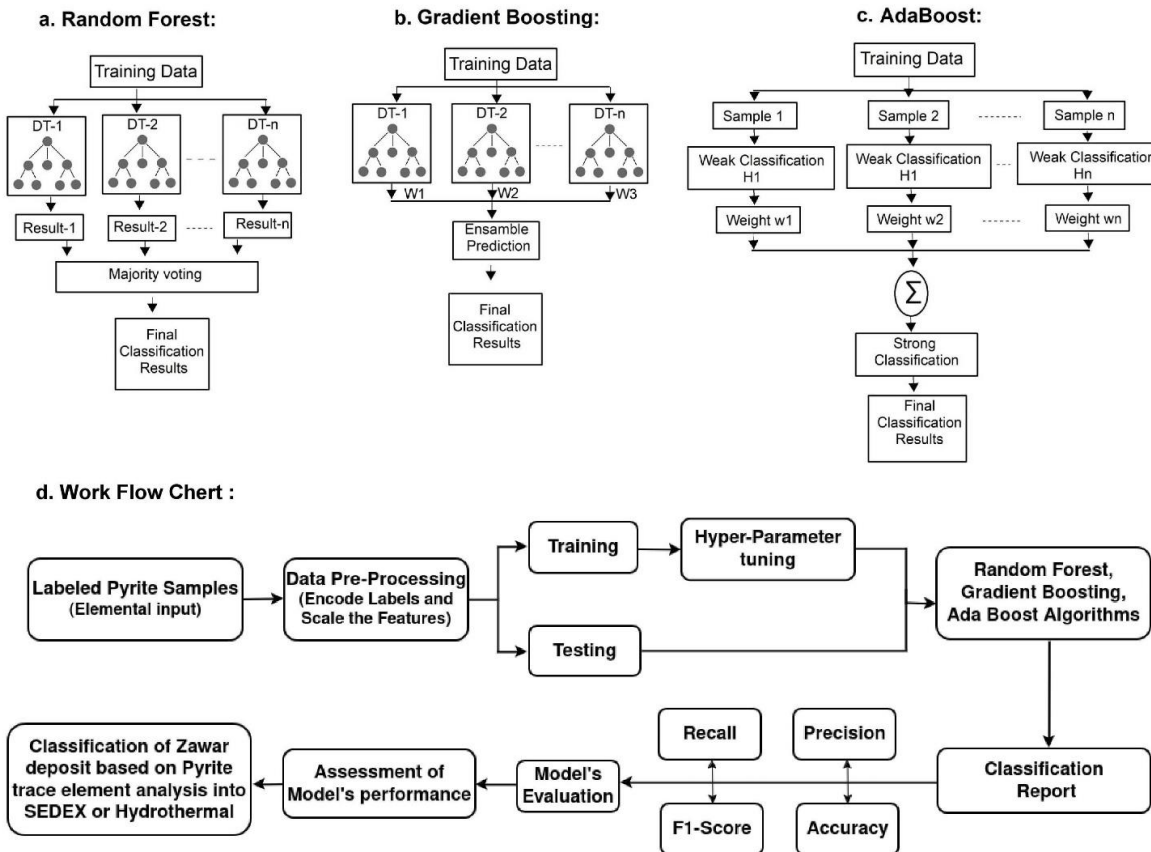 a. Random Forest:
Training Data
DT-1
DT-2
DT-n
Result-1
Result-2
Result-n
Majority voting
Final
Classification
Results
b. Gradient Boosting:
Training Data
DT-1
DT-2
DT-n
W1
W2
W3
Ensamble
Prediction
Final
Classification
Results
c. AdaBoost:
Training Data
Sample 1
Sample 2
Sample n
Weak Classification
H1
Weak Classification
H1
Weak Classification
Hn
Weight w1
Weight w2
Weight wn
Σ
Strong
Classification
Final
Classification
Results
d. Work Flow Chert :
Labeled Pyrite Samples
(Elemental input)
Data Pre-Processing
(Encode Labels and
Scale the Features)
Training
Hyper-Parameter
tuning
Testing
Random Forest,
Gradient Boosting,
Ada Boost Algorithms
Classification
Report
Precision
Accuracy
Recall
F1-Score
Model's
Evaluation
Assessment of
Model's performance
Classification of Zawar
deposit based on Pyrite
trace element analysis into
SEDEX or Hydrothermal